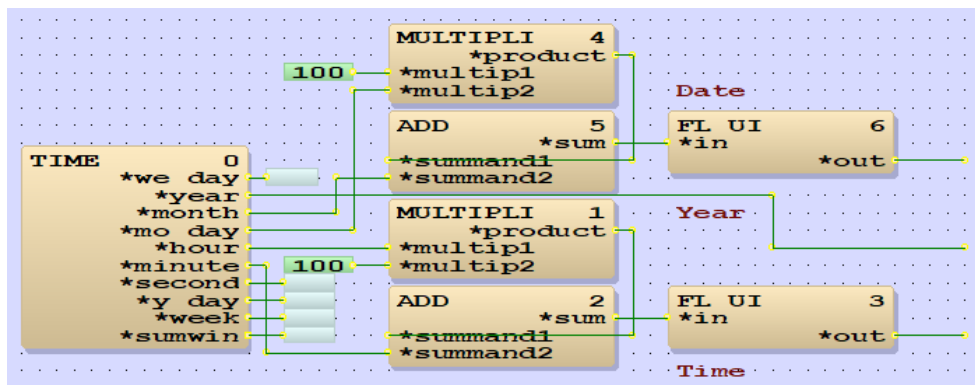 MULTIPLI 4
*product
100 *multip1
*multip2
Date
ADD 5
*sum
*summand1
*summand2
FL UI 6
*in
*out
TIME 0
*we day
*year
*month
*mo day
*hour
*minute
*second
*y day
*week
*sumwin
MULTIPLI 1
*product
*multip1
100 *multip2
Year
ADD 2
*sum
*summand1
*summand2
FL UI 3
*in
*out
Time